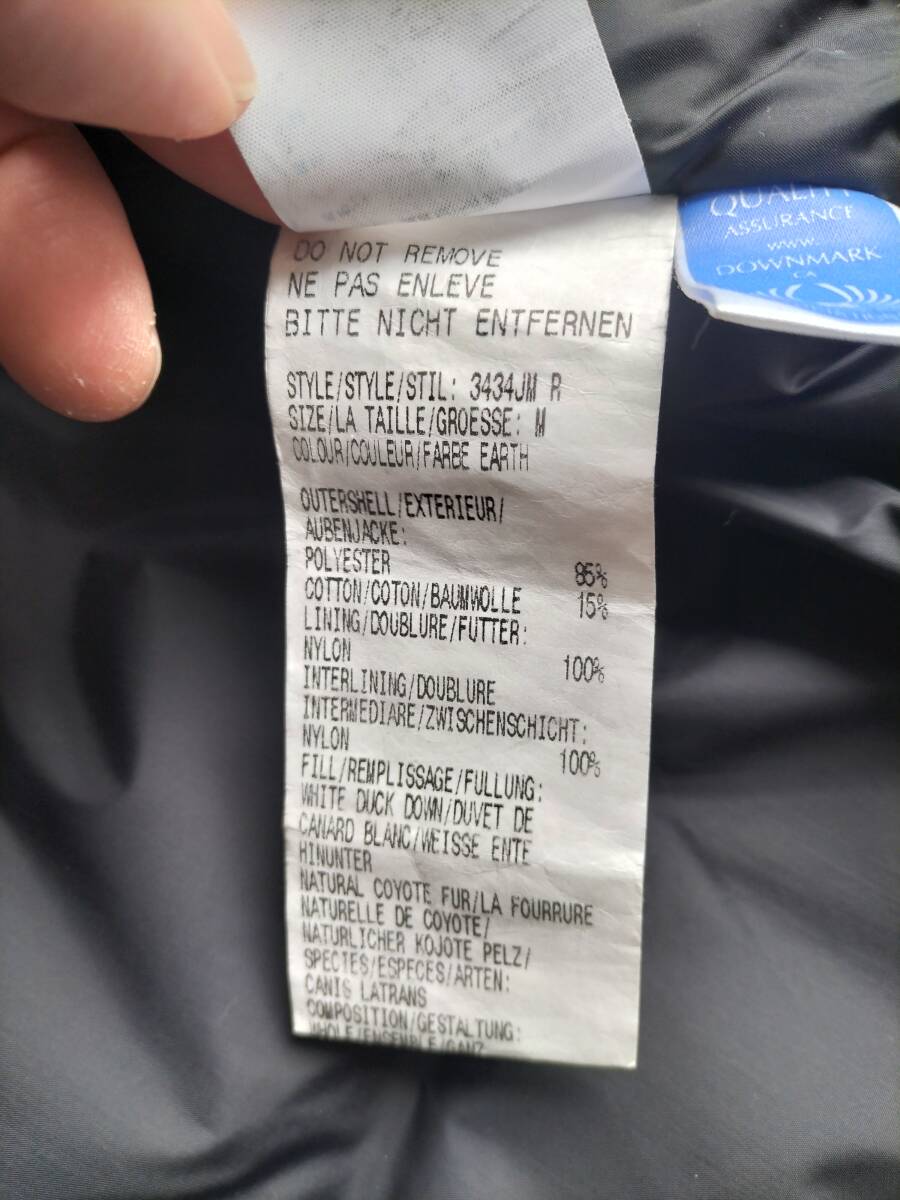 DO NOT REMOVE
NE PAS ENLEVE
BITTE NICHT ENTFERNEN
STYLE/STYLE/STIL: 3434JM R
SIZE/LA TAILLE/GROESSE: M
COLOUR/COULEUR/FARBE EARTH
OUTERSHELL/EXTERIEUR/
AUBENJACKE:
POLYESTER 85%
COTTON/COTON/BAUMWOLLE 15%
LINING/DOUBLURE/FUTTER:
NYLON 100%
INTERLINING/DOUBLURE
INTERMEDIARE/ZWISCHENSCHICHT:
NYLON 100%
FILL/REMPLISSAGE/FULLUNG:
WHITE DUCK DOWN/DUVET DE
CANARD BLANC/WEISSE ENTE
HINUNTER
NATURAL COYOTE FUR/LA FOURRURE
NATURELLE DE COYOTE/
NATURLICHER KOJOTE PELZ/
SPECIES/ESPECES/ARTEN:
CANIS LATRANS
COMPOSITION/GESTALTUNG:
WHOLE/ENSEMBLE/GANZ
QUALITY
ASSURANCE
www.
DOWNMARK
CA